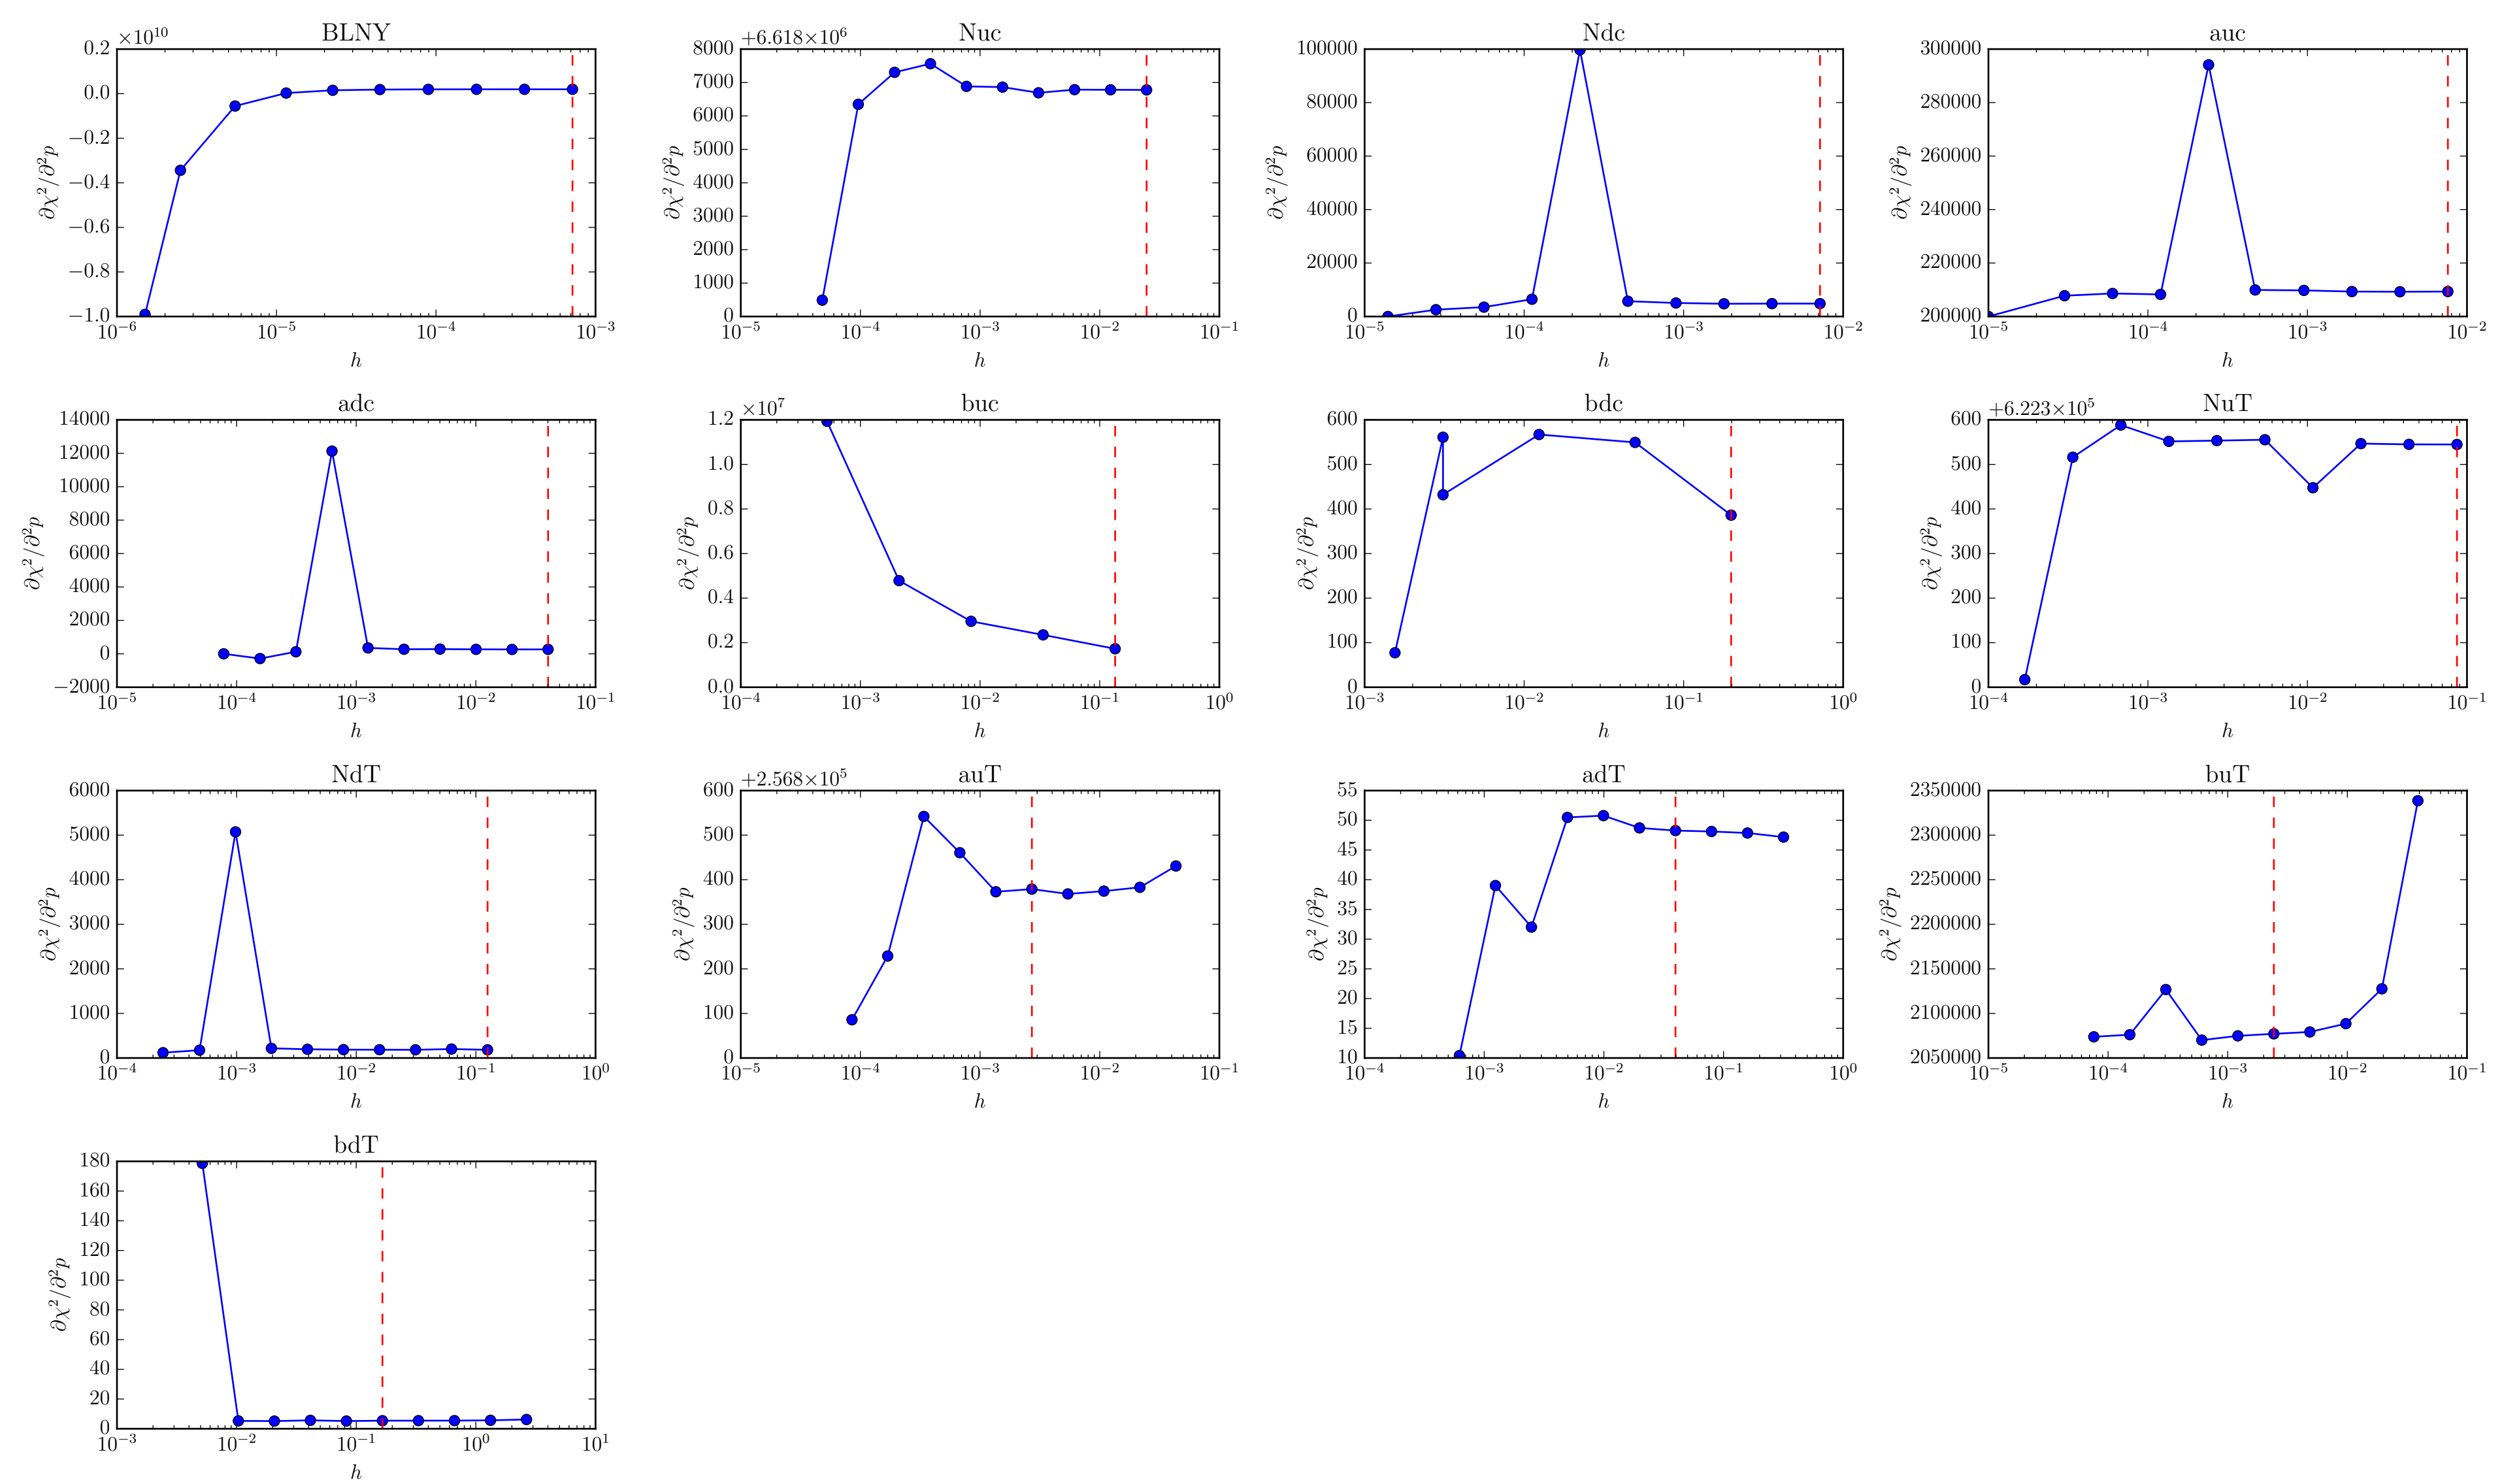 BLNY
×10¹⁰
0.2
0.0
−0.2
−0.4
−0.6
−0.8
−1.0
∂χ²/∂²p
10⁻⁶ 10⁻⁵ 10⁻⁴ 10⁻³
h
Nuc
+6.618×10⁶
8000
7000
6000
5000
4000
3000
2000
1000
0
∂χ²/∂²p
10⁻⁵ 10⁻⁴ 10⁻³ 10⁻² 10⁻¹
h
Ndc
100000
80000
60000
40000
20000
0
∂χ²/∂²p
10⁻⁵ 10⁻⁴ 10⁻³ 10⁻²
h
auc
300000
280000
260000
240000
220000
200000
∂χ²/∂²p
10⁻⁵ 10⁻⁴ 10⁻³ 10⁻²
h
adc
14000
12000
10000
8000
6000
4000
2000
0
−2000
∂χ²/∂²p
10⁻⁵ 10⁻⁴ 10⁻³ 10⁻² 10⁻¹
h
buc
×10⁷
1.2
1.0
0.8
0.6
0.4
0.2
0.0
∂χ²/∂²p
10⁻⁴ 10⁻³ 10⁻² 10⁻¹ 10⁰
h
bdc
600
500
400
300
200
100
0
∂χ²/∂²p
10⁻³ 10⁻² 10⁻¹ 10⁰
h
NuT
+6.223×10⁵
600
500
400
300
200
100
0
∂χ²/∂²p
10⁻⁴ 10⁻³ 10⁻² 10⁻¹
h
NdT
6000
5000
4000
3000
2000
1000
0
∂χ²/∂²p
10⁻⁴ 10⁻³ 10⁻² 10⁻¹ 10⁰
h
auT
+2.568×10⁵
600
500
400
300
200
100
0
∂χ²/∂²p
10⁻⁵ 10⁻⁴ 10⁻³ 10⁻² 10⁻¹
h
adT
55
50
45
40
35
30
25
20
15
10
∂χ²/∂²p
10⁻⁴ 10⁻³ 10⁻² 10⁻¹ 10⁰
h
buT
2350000
2300000
2250000
2200000
2150000
2100000
2050000
∂χ²/∂²p
10⁻⁵ 10⁻⁴ 10⁻³ 10⁻² 10⁻¹
h
bdT
180
160
140
120
100
80
60
40
20
0
∂χ²/∂²p
10⁻³ 10⁻² 10⁻¹ 10⁰ 10¹
h